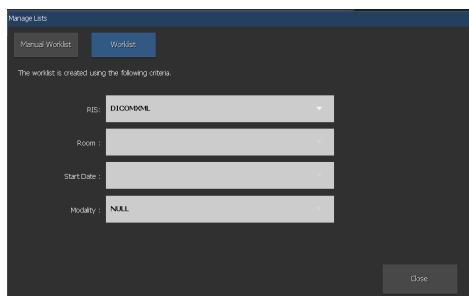 Manage Lists
Manual Worklist
Worklist
The worklist is created using the following criteria.
RIS: DICOMXML
Room :
Start Date :
Modality : NULL
Close